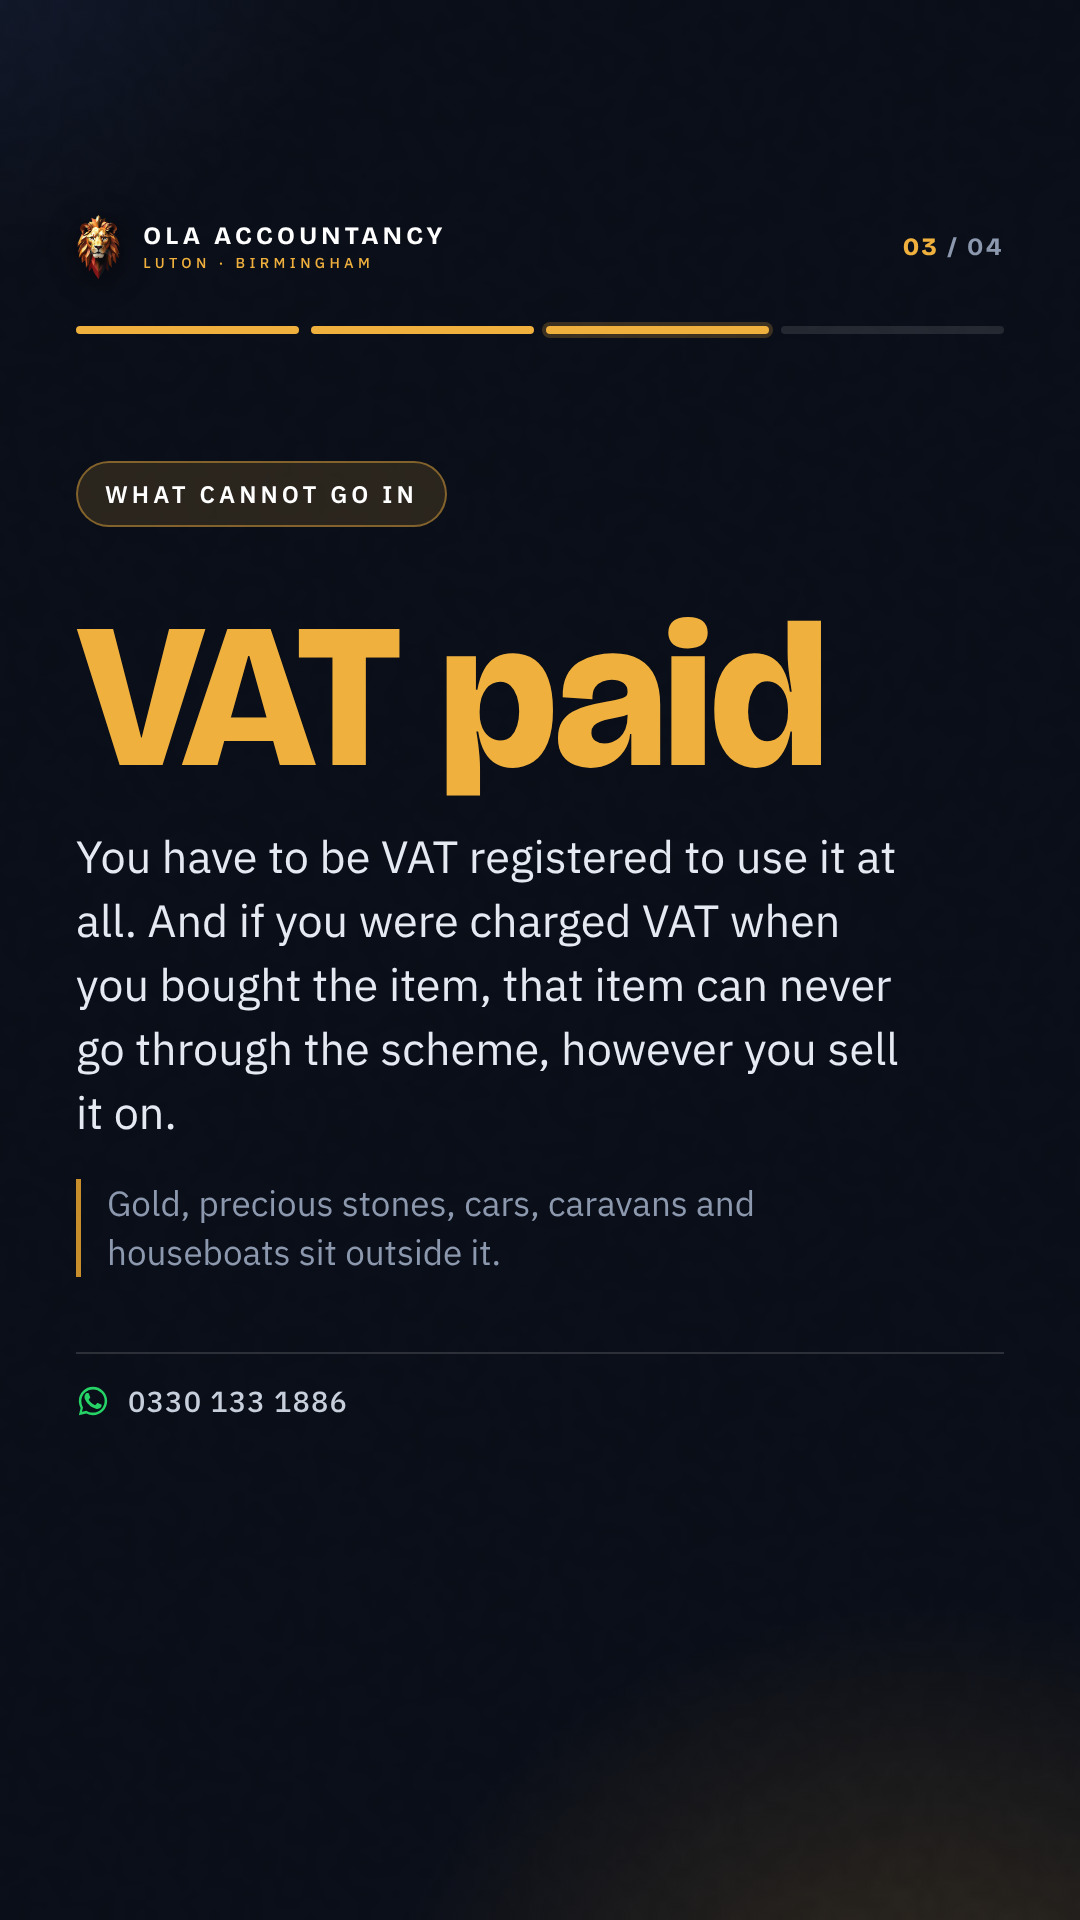 OLA ACCOUNTANCY
LUTON · BIRMINGHAM
03 / 04
WHAT CANNOT GO IN
VAT paid
You have to be VAT registered to use it at
all. And if you were charged VAT when
you bought the item, that item can never
go through the scheme, however you sell
it on.
Gold, precious stones, cars, caravans and
houseboats sit outside it.
0330 133 1886